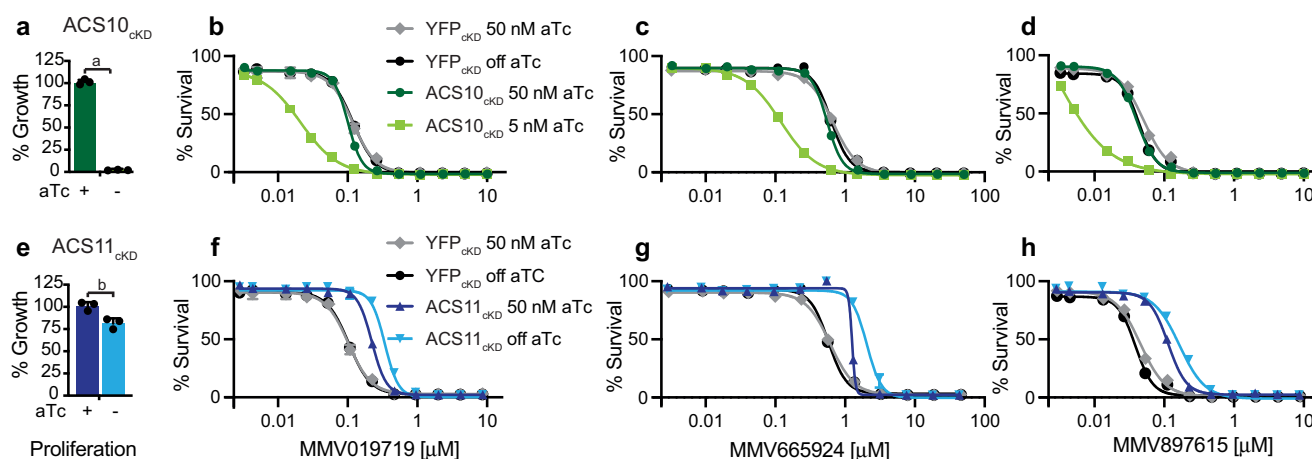 a ACS10cKD
% Growth
125
100
75
50
25
0
aTc + -
a
b
% Survival
100
50
0
0.01 0.1 1 10
YFPcKD 50 nM aTc
YFPcKD off aTc
ACS10cKD 50 nM aTc
ACS10cKD 5 nM aTc
c
% Survival
100
50
0
0.01 0.1 1 10 100
d
% Survival
100
50
0
0.01 0.1 1 10
e ACS11cKD
% Growth
125
100
75
50
25
0
aTc + -
b
Proliferation
f
% Survival
100
50
0
0.01 0.1 1 10
MMV019719 [μM]
YFPcKD 50 nM aTc
YFPcKD off aTC
ACS11cKD 50 nM aTc
ACS11cKD off aTc
g
% Survival
100
50
0
0.01 0.1 1 10 100
MMV665924 [μM]
h
% Survival
100
50
0
0.01 0.1 1 10
MMV897615 [μM]